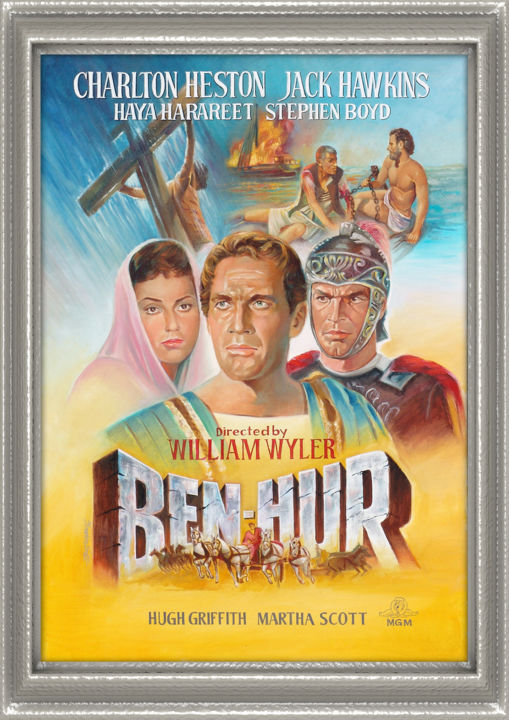 CHARLTON HESTON JACK HAWKINS
HAYA HARAREET STEPHEN BOYD
Directed by
WILLIAM WYLER
BEN-HUR
HUGH GRIFFITH MARTHA SCOTT
MGM